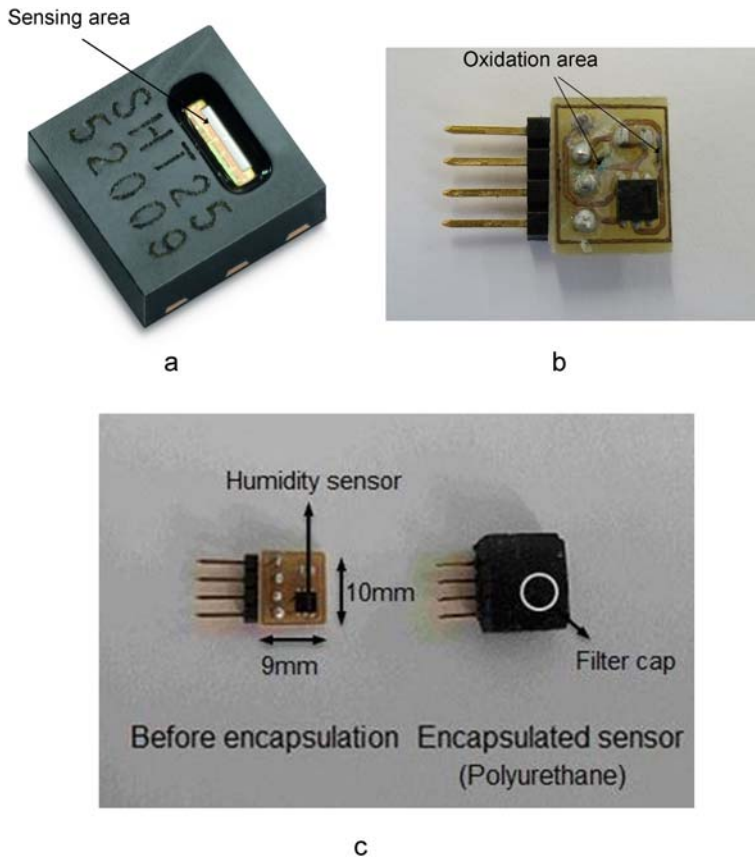 Sensing area
SHT25
52009
a
Oxidation area
b
Humidity sensor
10mm
9mm
Filter cap
Before encapsulation
Encapsulated sensor
(Polyurethane)
c